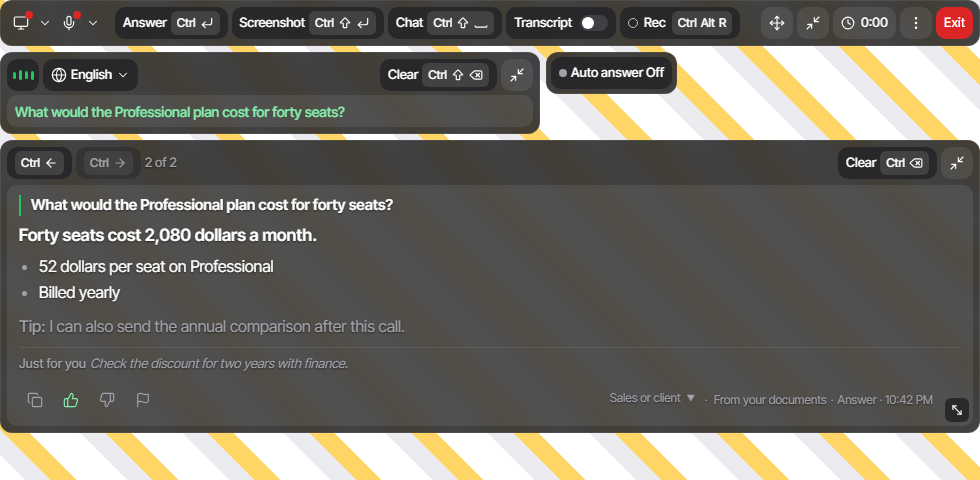 Answer Ctrl Screenshot Ctrl Chat Ctrl Transcript Rec Ctrl Alt R 0:00 Exit
English Clear Ctrl Auto answer Off
What would the Professional plan cost for forty seats?
Ctrl Ctrl 2 of 2 Clear Ctrl
What would the Professional plan cost for forty seats?
Forty seats cost 2,080 dollars a month.
• 52 dollars per seat on Professional
• Billed yearly
Tip: I can also send the annual comparison after this call.
Just for you Check the discount for two years with finance.
Sales or client ▼ · From your documents · Answer · 10:42 PM